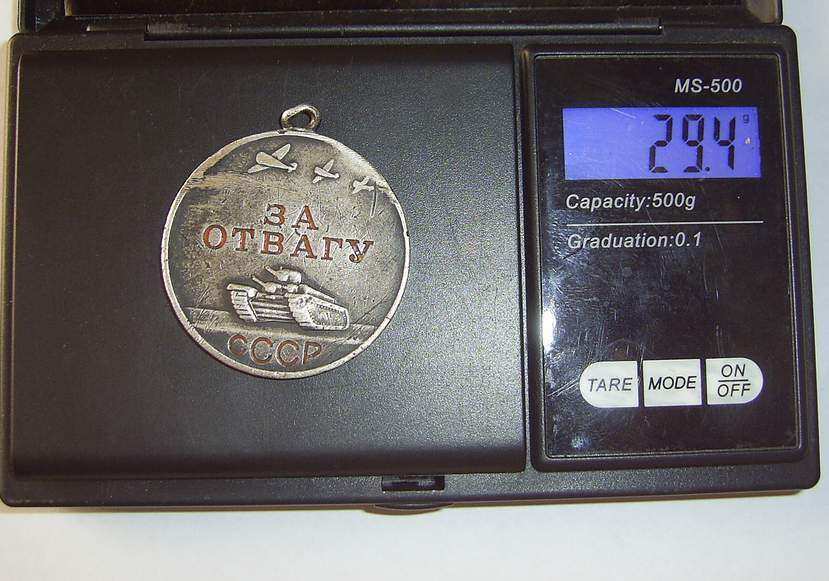 ЗА
ОТВАГУ
СССР
MS-500
29.4 g
Capacity:500g
Graduation:0.1
TARE
MODE
ON
OFF